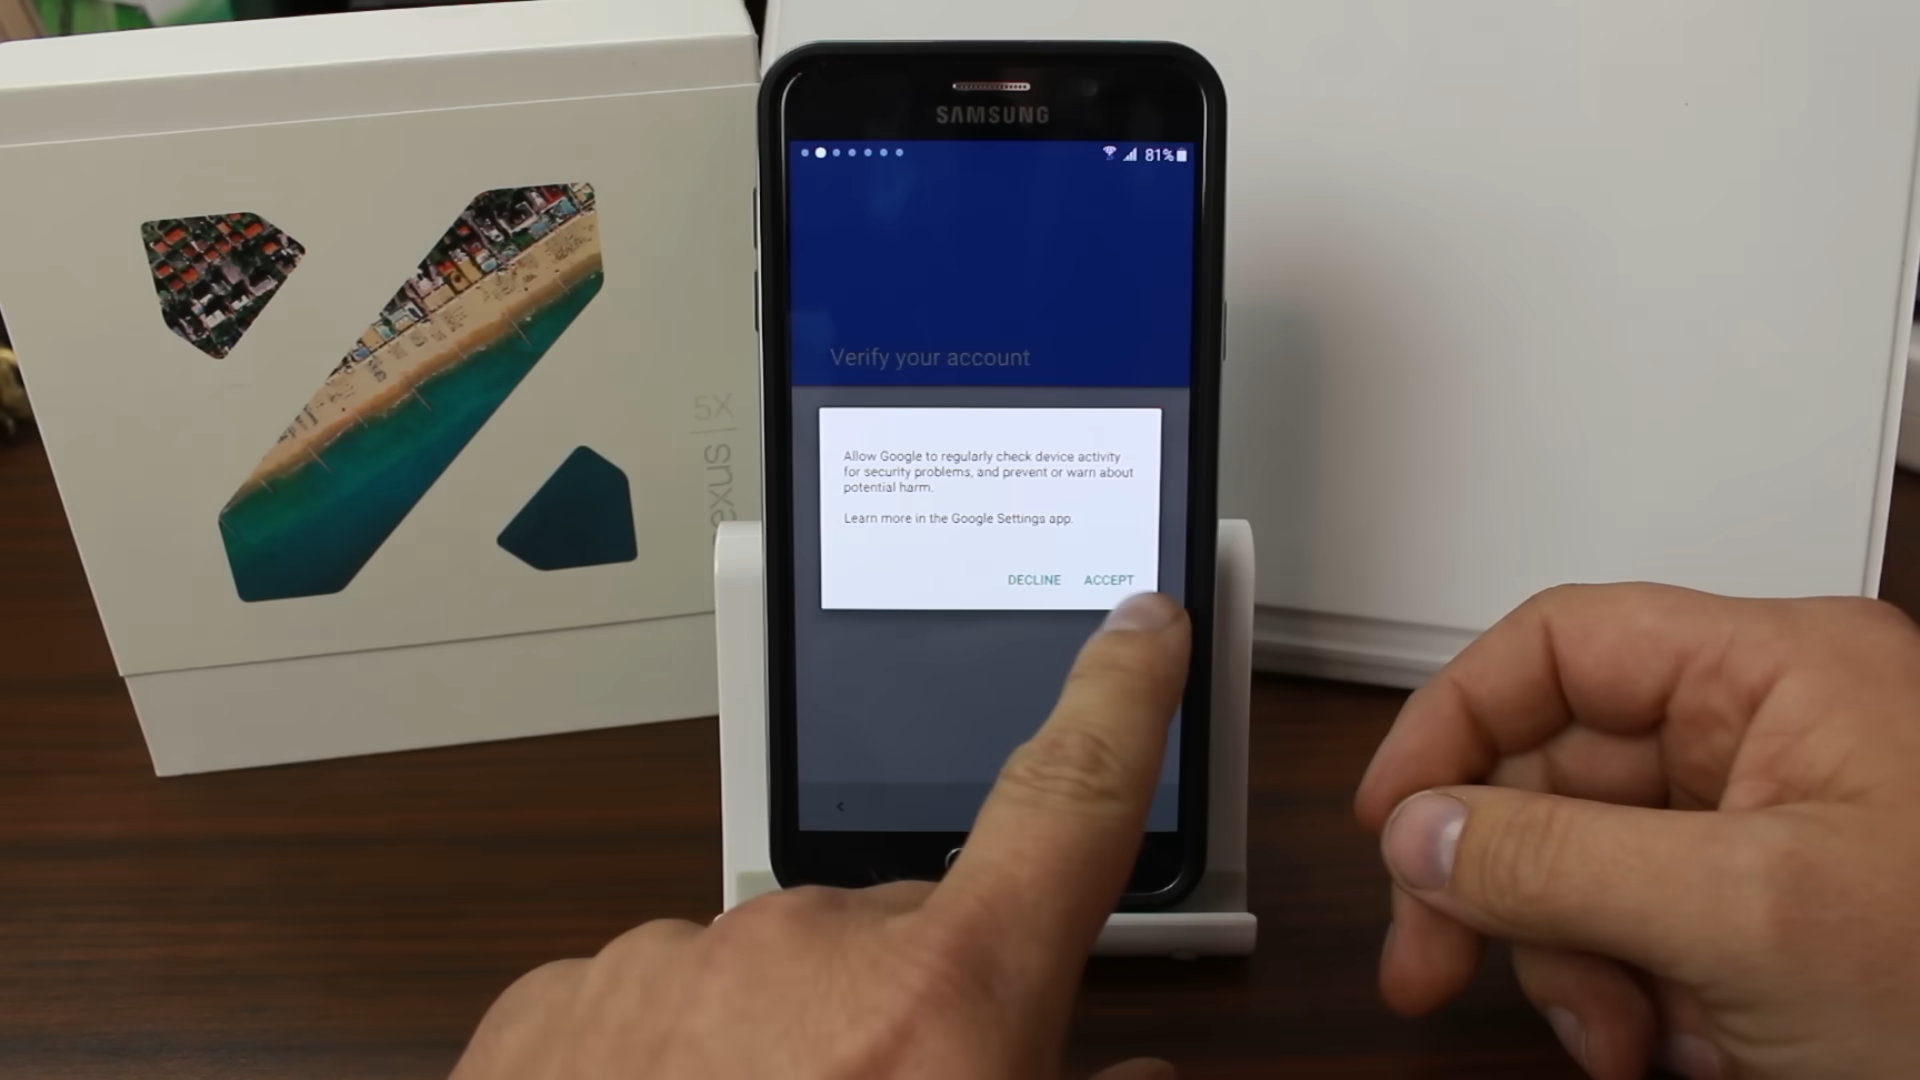 SAMSUNG
81%
Verify your account
Allow Google to regularly check device activity
for security problems, and prevent or warn about
potential harm.
Learn more in the Google Settings app.
DECLINE ACCEPT
nexus 5X